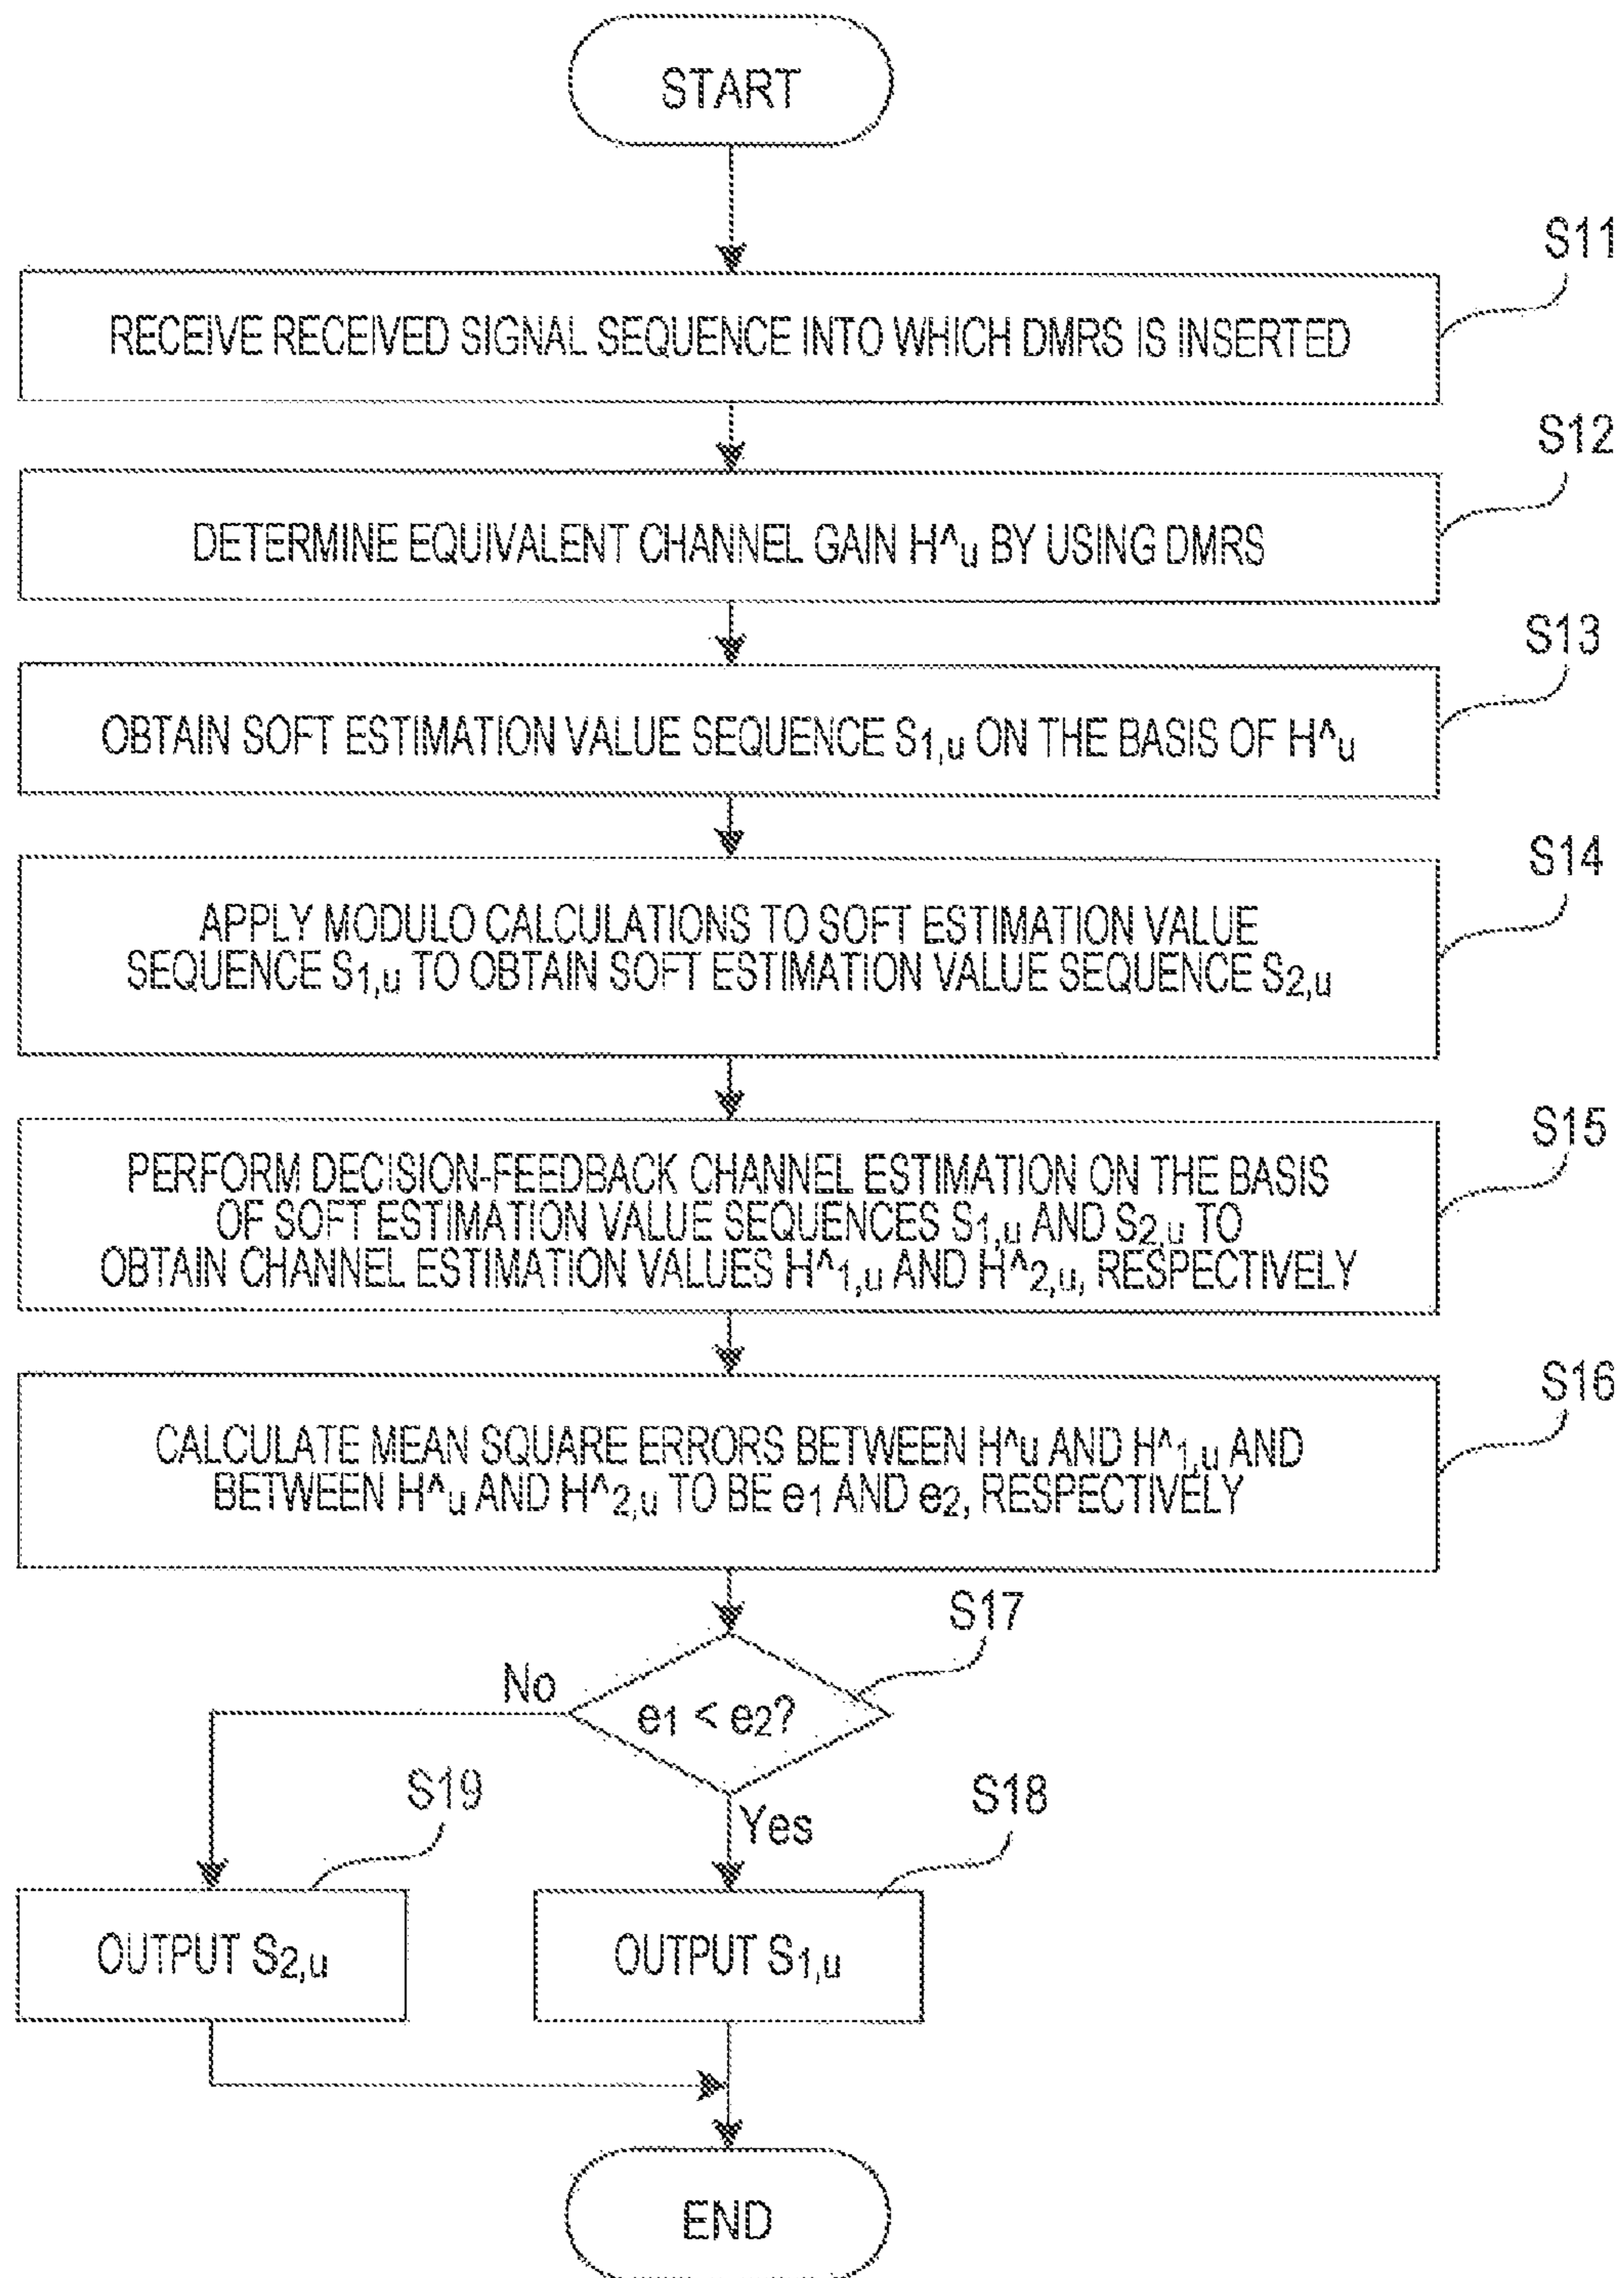 START
S11
RECEIVE RECEIVED SIGNAL SEQUENCE INTO WHICH DMRS IS INSERTED
S12
DETERMINE EQUIVALENT CHANNEL GAIN H^u BY USING DMRS
S13
OBTAIN SOFT ESTIMATION VALUE SEQUENCE S1,u ON THE BASIS OF H^u
S14
APPLY MODULO CALCULATIONS TO SOFT ESTIMATION VALUE
SEQUENCE S1,u TO OBTAIN SOFT ESTIMATION VALUE SEQUENCE S2,u
S15
PERFORM DECISION-FEEDBACK CHANNEL ESTIMATION ON THE BASIS
OF SOFT ESTIMATION VALUE SEQUENCES S1,u AND S2,u TO
OBTAIN CHANNEL ESTIMATION VALUES H^1,u AND H^2,u, RESPECTIVELY
S16
CALCULATE MEAN SQUARE ERRORS BETWEEN H^u AND H^1,u AND
BETWEEN H^u AND H^2,u TO BE e1 AND e2, RESPECTIVELY
S17
No
e1 < e2?
S19
S18
Yes
OUTPUT S2,u
OUTPUT S1,u
END